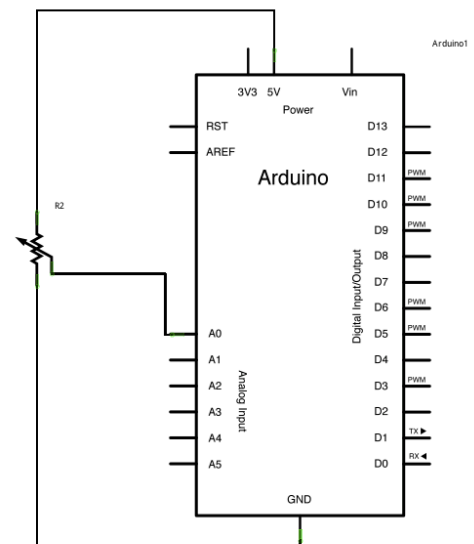 Arduino1
3V3 5V Vin
Power
RST D13
AREF D12
Arduino
D11 PWM
D10 PWM
D9 PWM
R2
D8
D7
Digital Input/Output
D6 PWM
A0 D5 PWM
A1 D4
A2 D3 PWM
Analog Input
A3 D2
A4 D1 TX ▶
A5 D0 RX ◀
GND